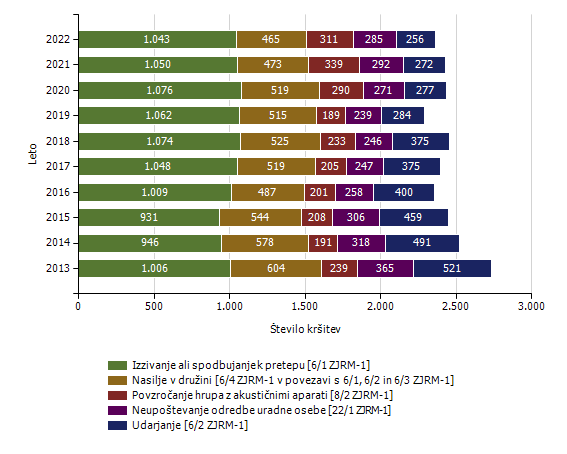 2022 1.043 465 311 285 256
2021 1.050 473 339 292 272
2020 1.076 519 290 271 277
2019 1.062 515 189 239 284
2018 1.074 525 233 246 375
2017 1.048 519 205 247 375
2016 1.009 487 201 258 400
2015 931 544 208 306 459
2014 946 578 191 318 491
2013 1.006 604 239 365 521
Leto
0 500 1.000 1.500 2.000 2.500 3.000
Število kršitev
Izzivanje ali spodbujanje k pretepu [6/1 ZJRM-1]
Nasilje v družini [6/4 ZJRM-1 v povezavi s 6/1, 6/2 in 6/3 ZJRM-1]
Povzročanje hrupa z akustičnimi aparati [8/2 ZJRM-1]
Neupoštevanje odredbe uradne osebe [22/1 ZJRM-1]
Udarjanje [6/2 ZJRM-1]